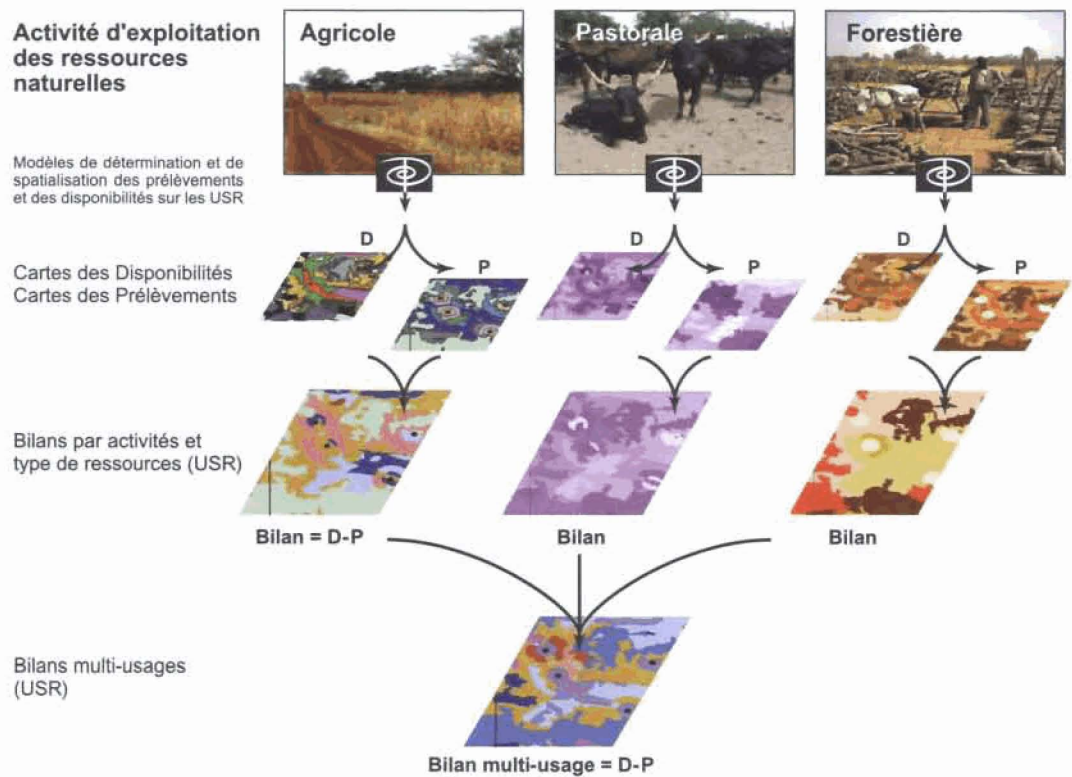 Activité d'exploitation
des ressources
naturelles
Agricole
Pastorale
Forestière
Modèles de détermination et de
spatialisation des prélèvements
et des disponibilités sur les USR
D
P
D
P
D
P
Cartes des Disponibilités
Cartes des Prélèvements
Bilans par activités et
type de ressources (USR)
Bilan = D-P
Bilan
Bilan
Bilans multi-usages
(USR)
Bilan multi-usage = D-P